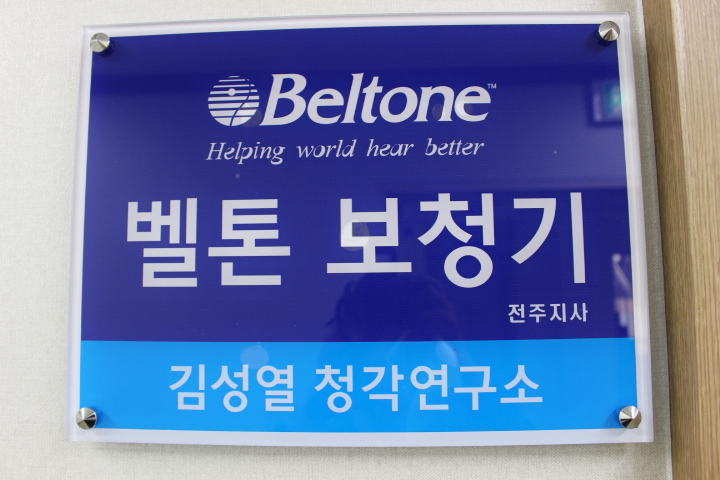 Beltone™
Helping world hear better
벨톤 보청기
전주지사
김성열 청각연구소